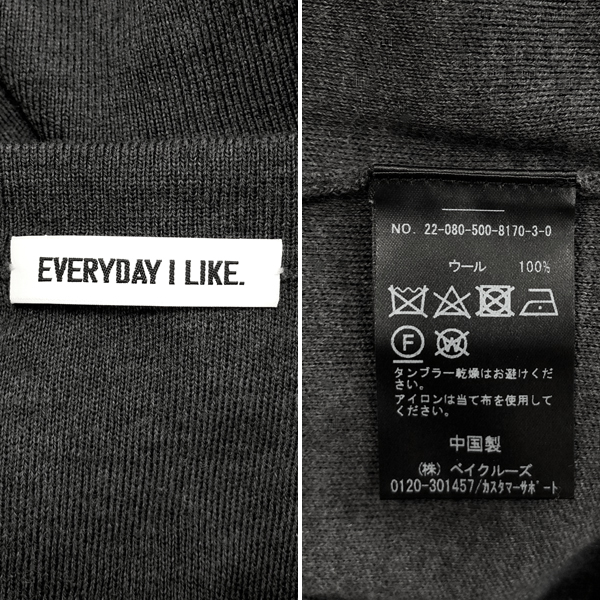 EVERYDAY I LIKE.
NO. 22-080-500-8170-3-0
ウール 100%
F W
タンブラー乾燥はお避けくだ
さい。
アイロンは当て布を使用して
ください。
中国製
(株) ベイクルーズ
0120-301457/カスタマーサポート